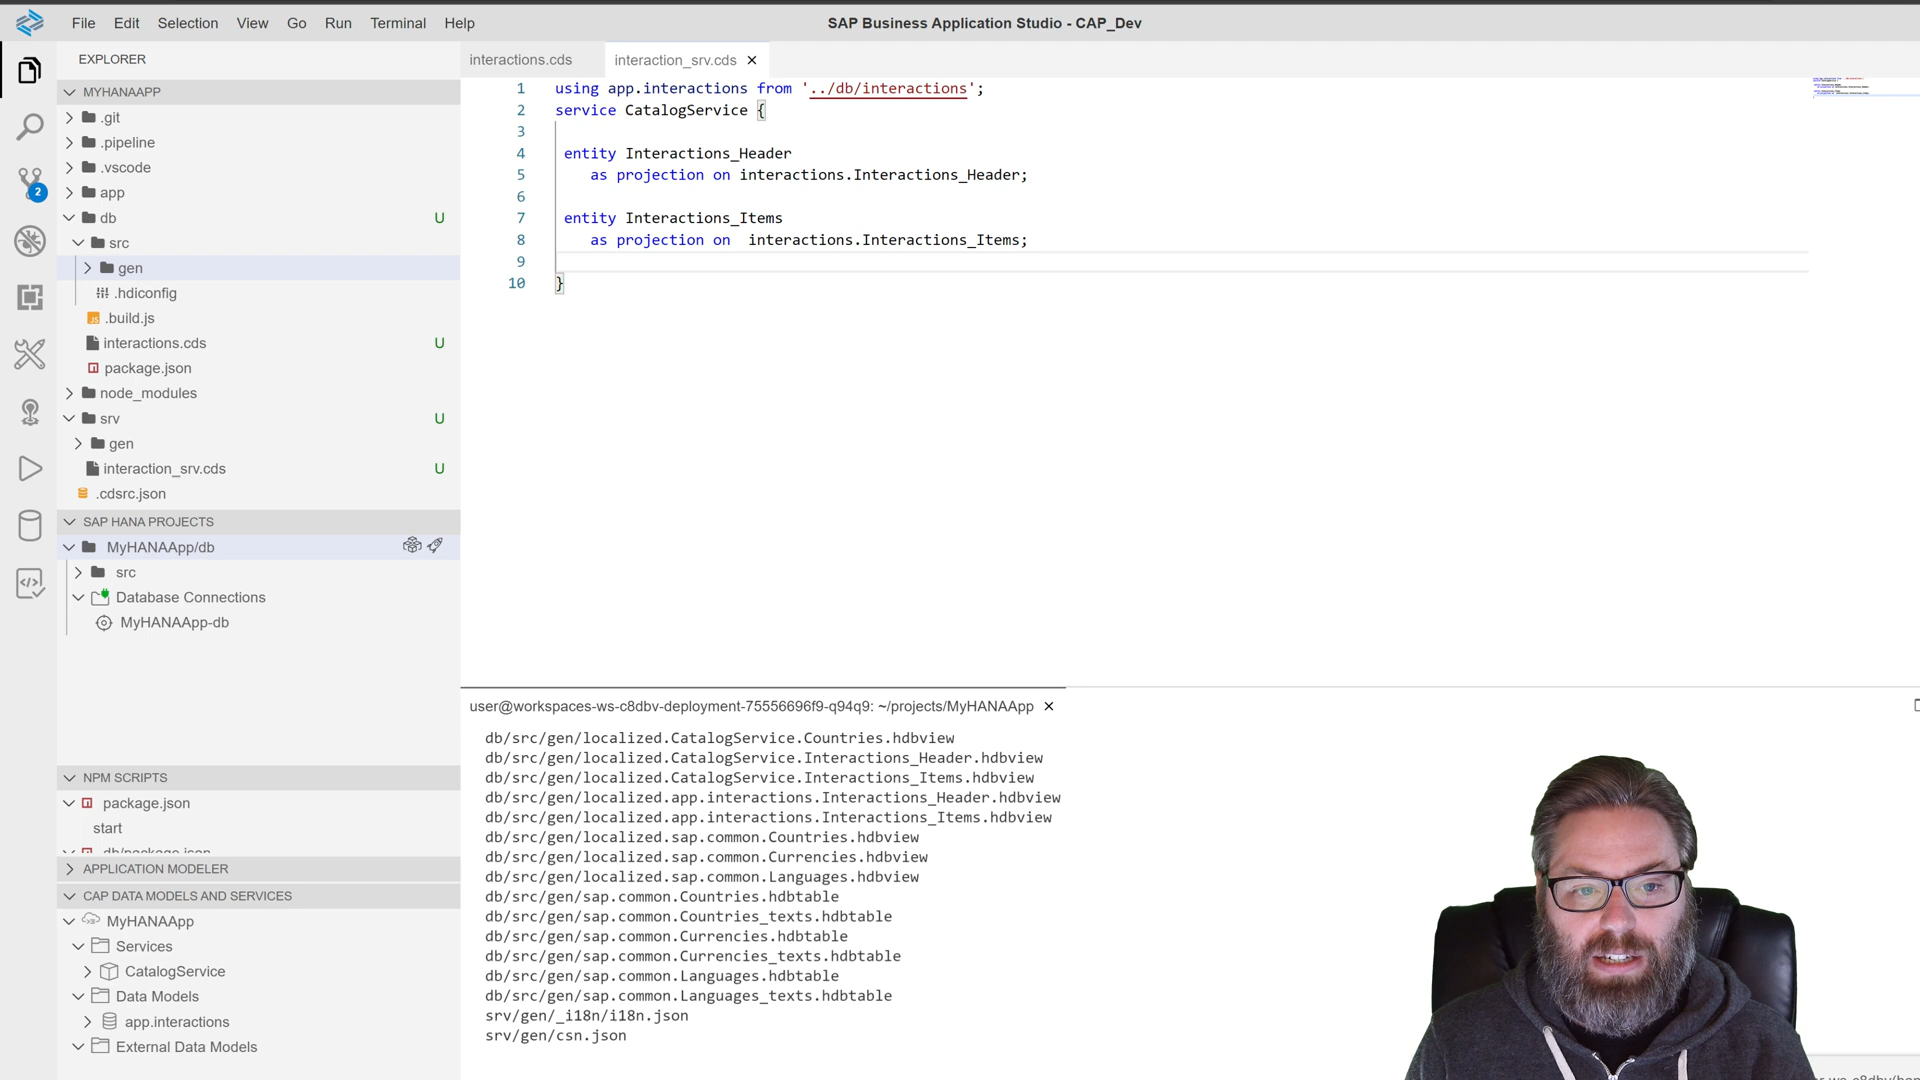 File Edit Selection View Go Run Terminal Help
SAP Business Application Studio - CAP_Dev
EXPLORER
MYHANAAPP
.git
.pipeline
.vscode
app
db U
src
gen
.hdiconfig
.build.js
interactions.cds U
package.json
node_modules
srv U
gen
interaction_srv.cds U
.cdsrc.json
2
SAP HANA PROJECTS
MyHANAApp/db
src
Database Connections
MyHANAApp-db
NPM SCRIPTS
package.json
start
db/package.json
APPLICATION MODELER
CAP DATA MODELS AND SERVICES
MyHANAApp
Services
CatalogService
Data Models
app.interactions
External Data Models
interactions.cds
interaction_srv.cds
1 using app.interactions from '../db/interactions';
2 service CatalogService {
3
4 entity Interactions_Header
5 as projection on interactions.Interactions_Header;
6
7 entity Interactions_Items
8 as projection on  interactions.Interactions_Items;
9
10 }
user@workspaces-ws-c8dbv-deployment-75556696f9-q94q9: ~/projects/MyHANAApp
db/src/gen/localized.CatalogService.Countries.hdbview
db/src/gen/localized.CatalogService.Interactions_Header.hdbview
db/src/gen/localized.CatalogService.Interactions_Items.hdbview
db/src/gen/localized.app.interactions.Interactions_Header.hdbview
db/src/gen/localized.app.interactions.Interactions_Items.hdbview
db/src/gen/localized.sap.common.Countries.hdbview
db/src/gen/localized.sap.common.Currencies.hdbview
db/src/gen/localized.sap.common.Languages.hdbview
db/src/gen/sap.common.Countries.hdbtable
db/src/gen/sap.common.Countries_texts.hdbtable
db/src/gen/sap.common.Currencies.hdbtable
db/src/gen/sap.common.Currencies_texts.hdbtable
db/src/gen/sap.common.Languages.hdbtable
db/src/gen/sap.common.Languages_texts.hdbtable
srv/gen/_i18n/i18n.json
srv/gen/csn.json